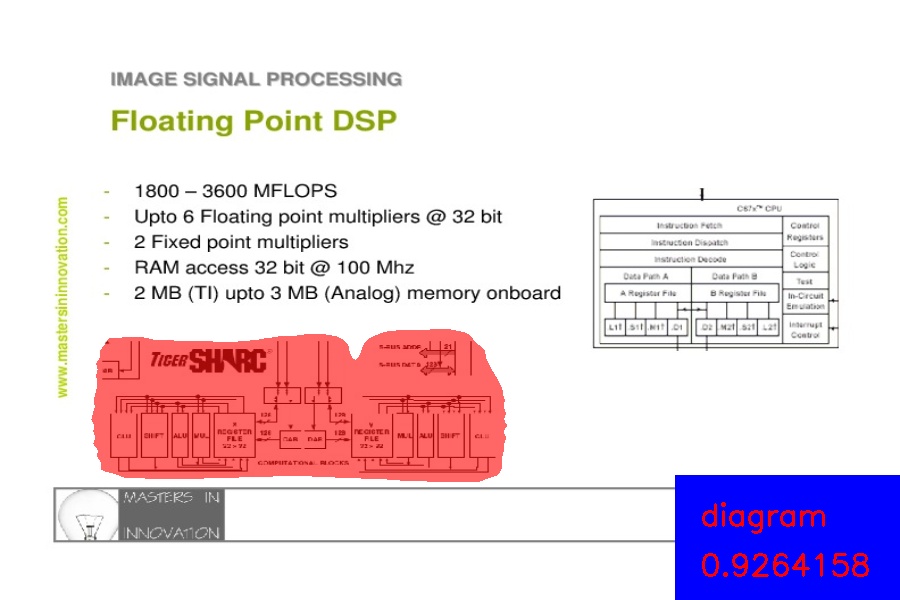 IMAGE SIGNAL PROCESSING
Floating Point DSP
- 1800 – 3600 MFLOPS
- Upto 6 Floating point multipliers @ 32 bit
- 2 Fixed point multipliers
- RAM access 32 bit @ 100 Mhz
- 2 MB (TI) upto 3 MB (Analog) memory onboard
www.mastersininnovation.com
C67x™ CPU
Instruction Fetch
Instruction Dispatch
Instruction Decode
Control Registers
Control Logic
Test
In-Circuit Emulation
Interrupt Control
Data Path A
Data Path B
A Register File
B Register File
.L1† .S1† .M1† .D1 .D2 .M2† .S2† .L2†
TIGER SHARC
128 128
128 128
CLU SHIFT ALU MUL
X REGISTER FILE 32 x 32
DAB DAB
Y REGISTER FILE 32 x 32
MUL ALU SHIFT CLU
COMPUTATIONAL BLOCKS
MASTERS IN
INNOVATION
diagram
0.9264158